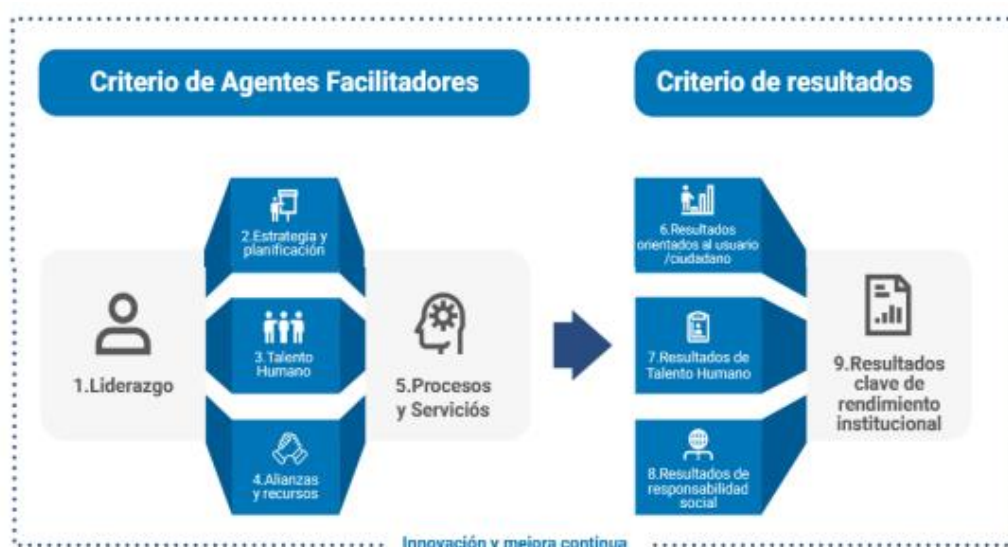 Criterio de Agentes Facilitadores
Criterio de resultados
1.Liderazgo
2.Estrategia y
planificación
3.Talento
Humano
4.Alianzas
y recursos
5.Procesos
y Serviciós
6.Resultados
orientados al usuario
/ciudadano
7.Resultados de
Talento Humano
8.Resultados de
responsabilidad
social
9.Resultados
clave de
rendimiento
institucional
Innovación y mejora continua